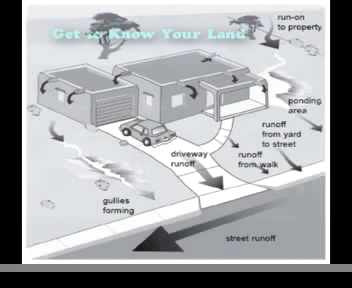 Get to Know Your Land
run-on
to property
ponding
area
runoff
from yard
to street
runoff
from walk
driveway
runoff
gullies
forming
street runoff